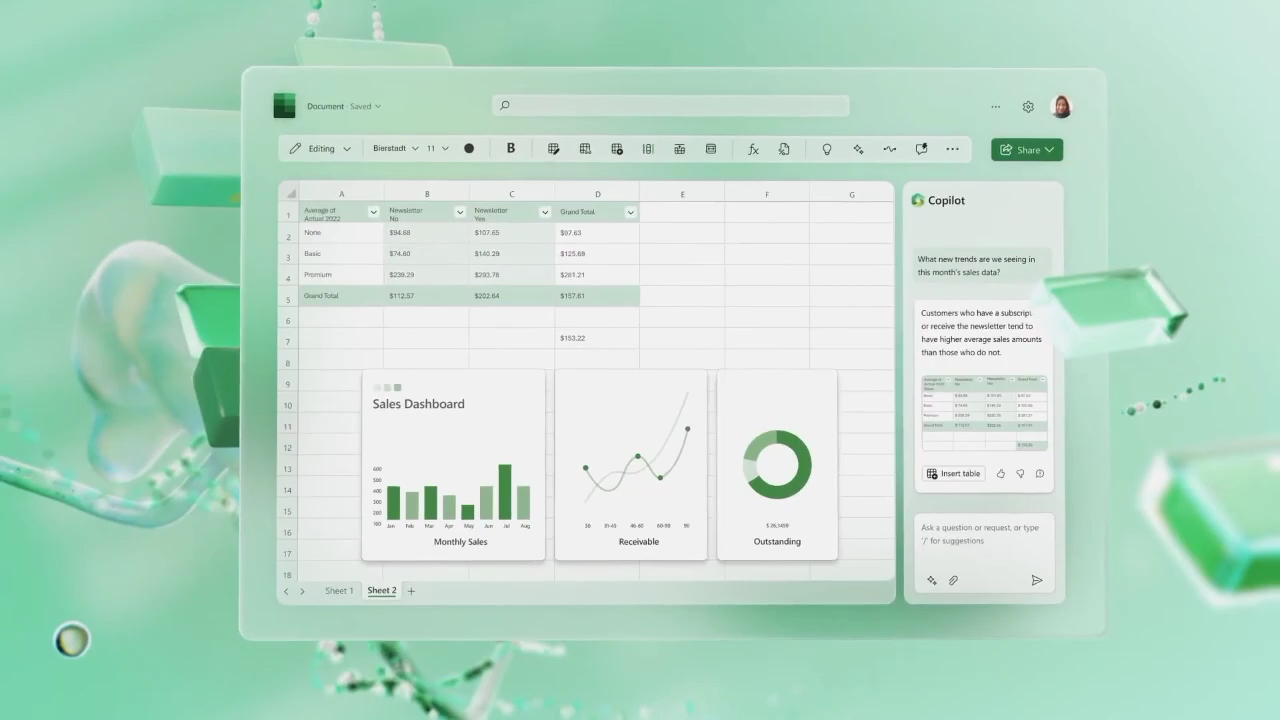 Document · Saved
Editing
Bierstadt
11
B
fx
Share
A B C D E F G
1 Average of Actual 2022 Newsletter No Newsletter Yes Grand Total
2 None $94.68 $107.65 $97.63
3 Basic $74.60 $140.29 $125.69
4 Premium $239.29 $293.78 $281.21
5 Grand Total $112.57 $202.64 $157.61
6
7 $153.22
8
9
10
11
12
13
14
15
16
17
18
Sales Dashboard
600
500
400
300
200
100
Jan Feb Mar Apr May Jun Jul Aug
Monthly Sales
30 31-45 46-60 60-90 90
Receivable
Outstanding
Sheet 1 Sheet 2 +
Copilot
What new trends are we seeing in
this month's sales data?
Customers who have a subscript
or receive the newsletter tend to
have higher average sales amounts
than those who do not.
Insert table
Ask a question or request, or type
'/' for suggestions